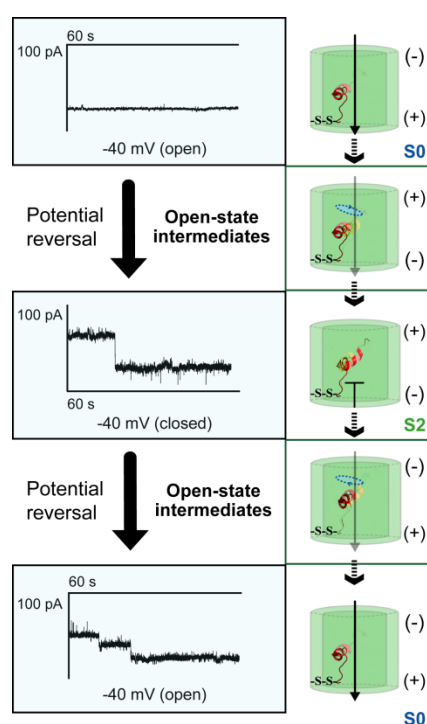 60 s
100 pA
-40 mV (open)
(-)
-S-S-
(+)
S0
Potential
reversal
Open-state
intermediates
(+)
-S-S-
(-)
100 pA
60 s
-40 mV (closed)
(+)
-S-S-
(-)
S2
Potential
reversal
Open-state
intermediates
(-)
-S-S-
(+)
60 s
100 pA
-40 mV (open)
(-)
-S-S-
(+)
S0